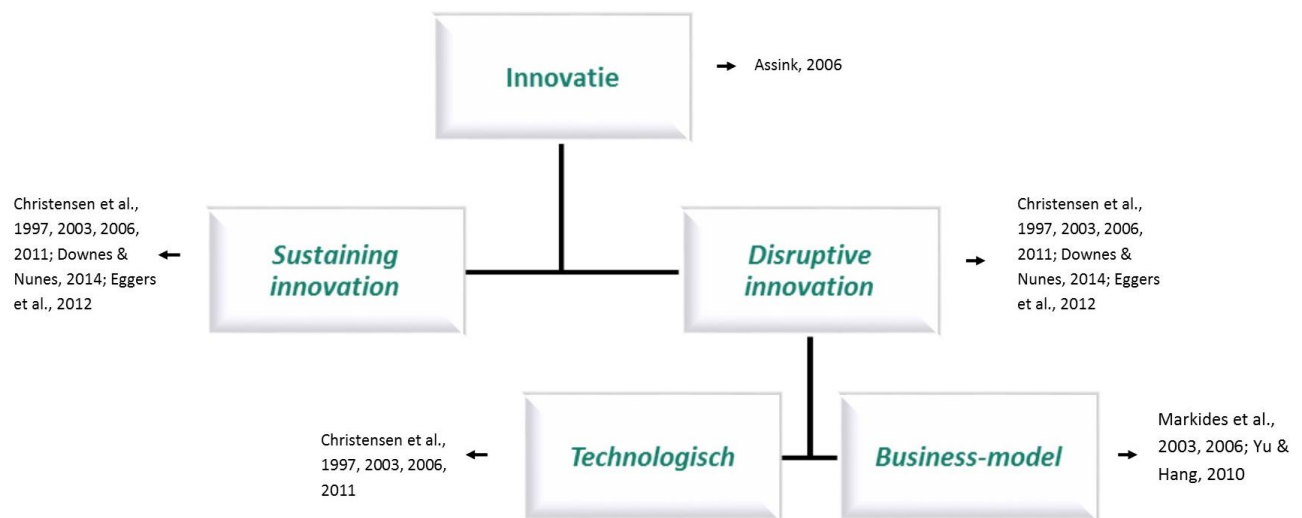 Innovatie
Assink, 2006
Christensen et al.,
1997, 2003, 2006,
2011; Downes &
Nunes, 2014; Eggers
et al., 2012
Sustaining
innovation
Disruptive
innovation
Christensen et al.,
1997, 2003, 2006,
2011; Downes &
Nunes, 2014; Eggers
et al., 2012
Christensen et al.,
1997, 2003, 2006,
2011
Technologisch
Business-model
Markides et al.,
2003, 2006; Yu &
Hang, 2010